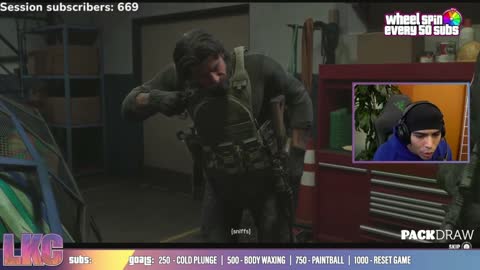 Session subscribers: 669
wheel spin
every 50 subs
[sniffs]
PACKDRAW
SKIP
LKC subs: goals: 250 - COLD PLUNGE | 500 - BODY WAXING | 750 - PAINTBALL | 1000 - RESET GAME